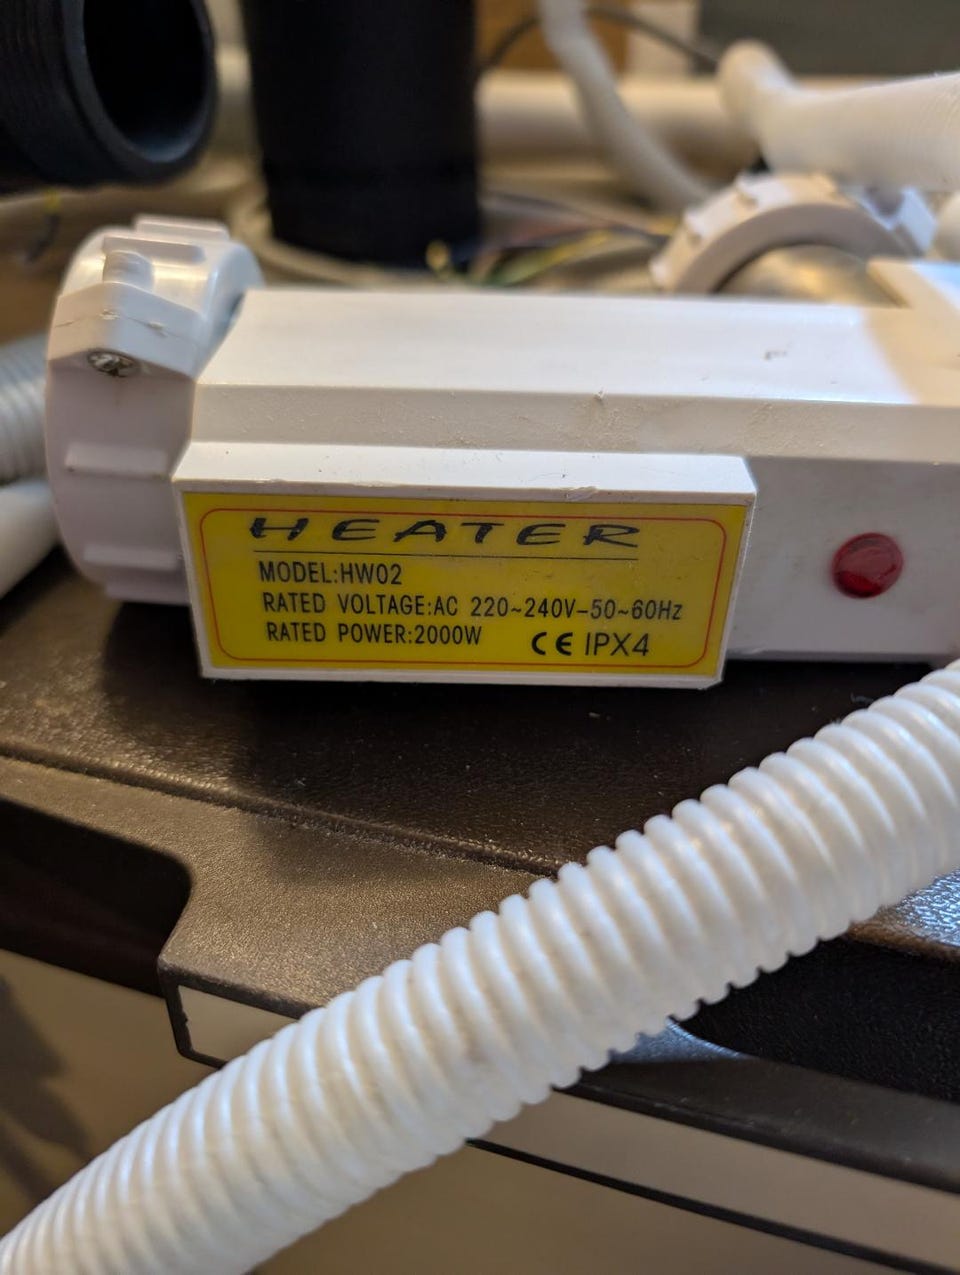 HEATER
MODEL:HW02
RATED VOLTAGE:AC 220~240V-50~60Hz
RATED POWER:2000W CE IPX4